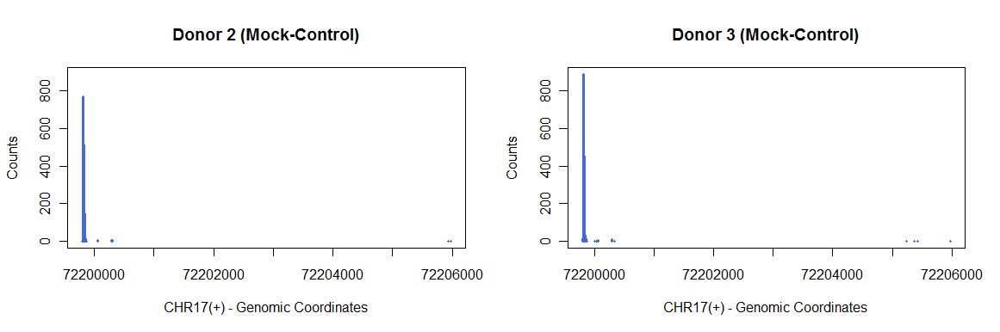 Donor 2 (Mock-Control)
Counts
800
600
400
200
0
72200000 72202000 72204000 72206000
CHR17(+) - Genomic Coordinates
Donor 3 (Mock-Control)
Counts
800
600
400
200
0
72200000 72202000 72204000 72206000
CHR17(+) - Genomic Coordinates